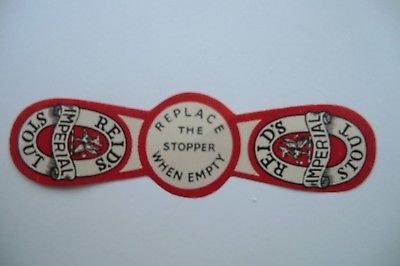 REID'S
IMPERIAL
STOUT
REPLACE
THE
STOPPER
WHEN EMPTY
REID'S
IMPERIAL
STOUT